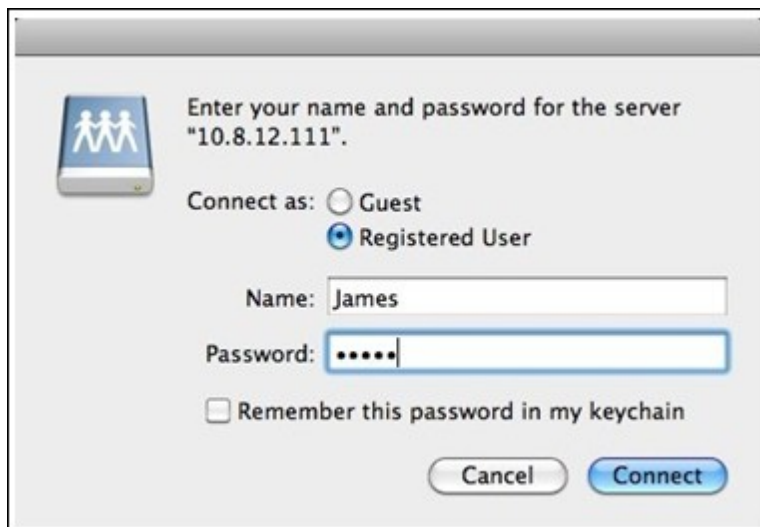 Enter your name and password for the server
“10.8.12.111”.
Connect as: Guest
Registered User
Name: James
Password: •••••
Remember this password in my keychain
Cancel Connect